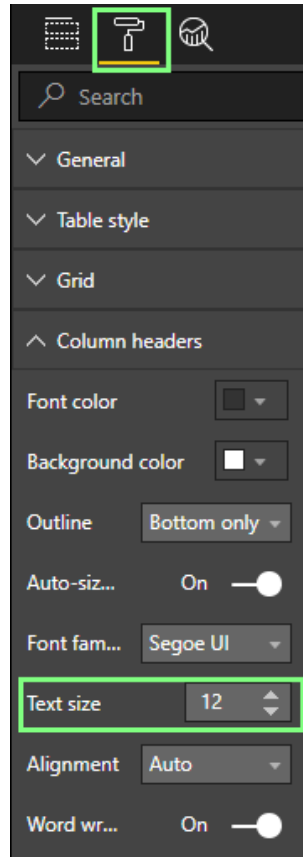 Search
General
Table style
Grid
Column headers
Font color
Background color
Outline Bottom only
Auto-siz... On
Font fam... Segoe UI
Text size 12
Alignment Auto
Word wr... On